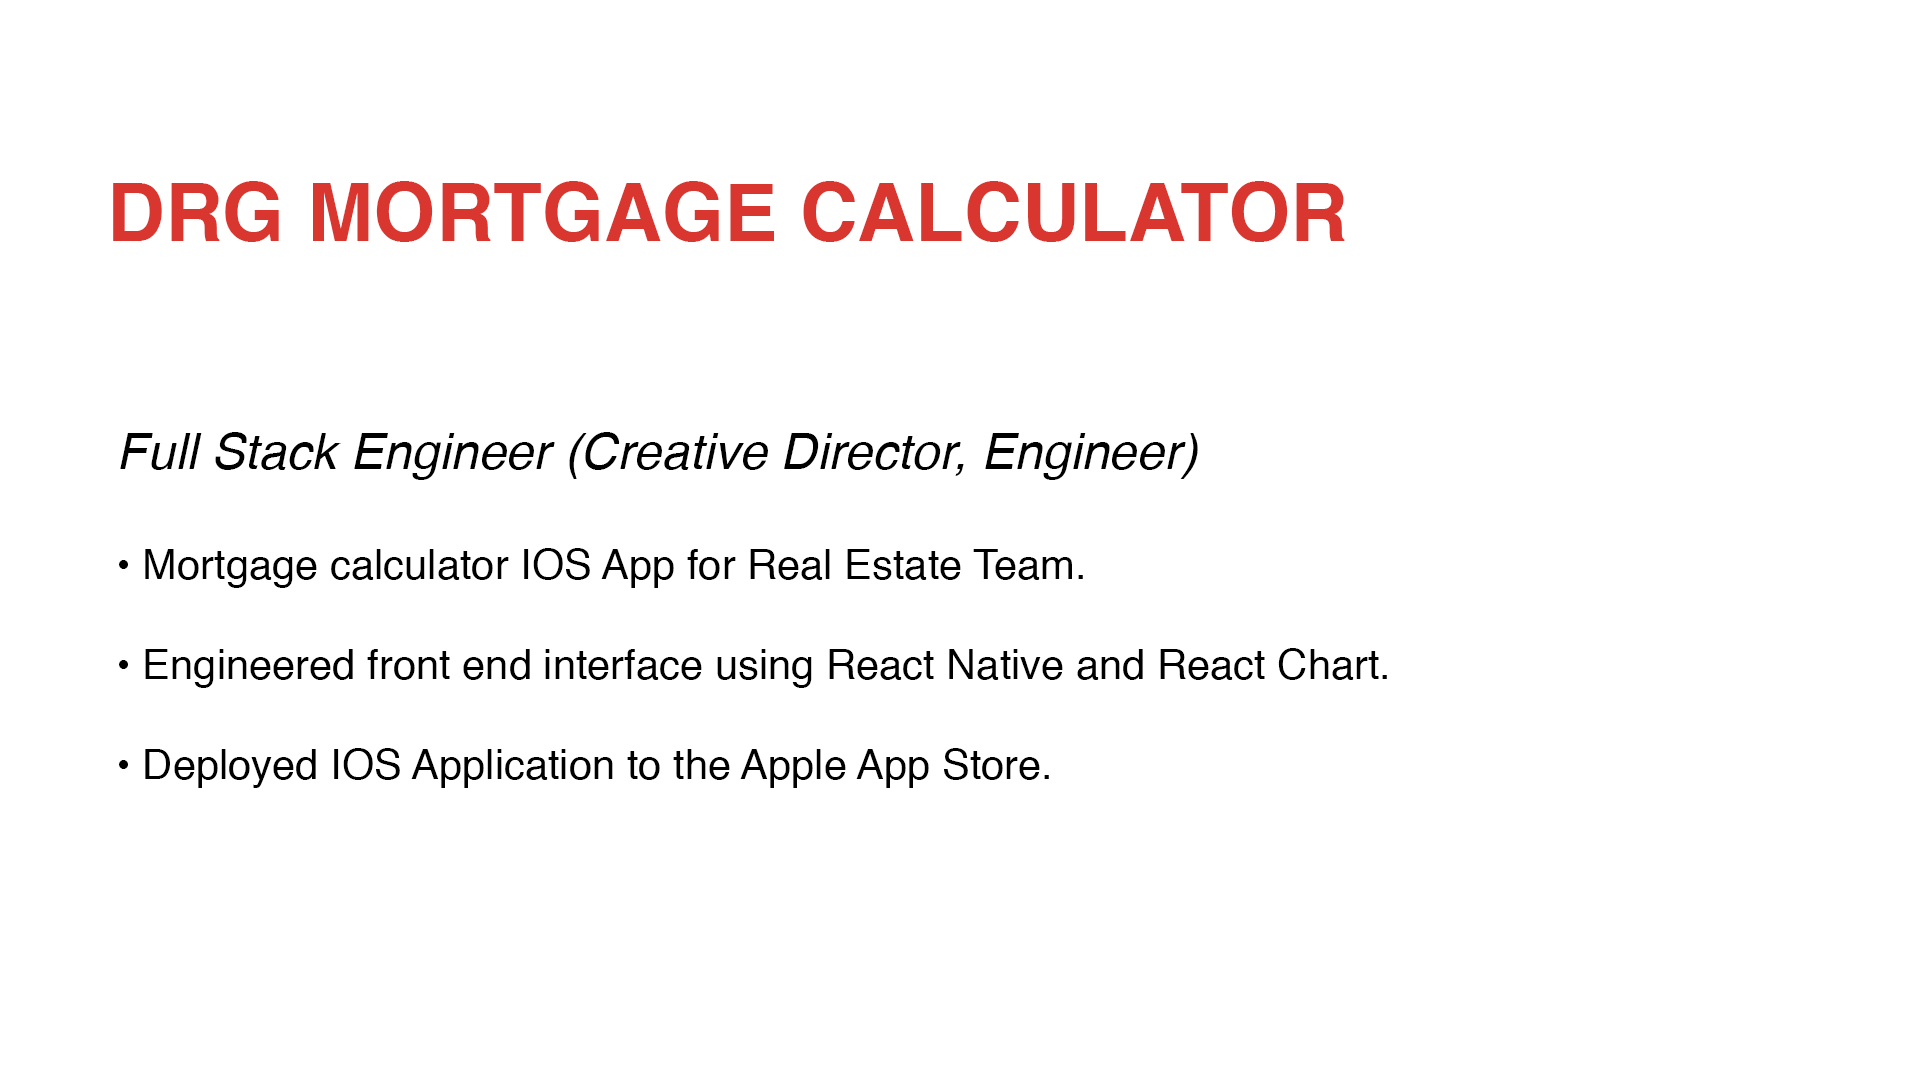 DRG MORTGAGE CALCULATOR
Full Stack Engineer (Creative Director, Engineer)
• Mortgage calculator IOS App for Real Estate Team.
• Engineered front end interface using React Native and React Chart.
• Deployed IOS Application to the Apple App Store.